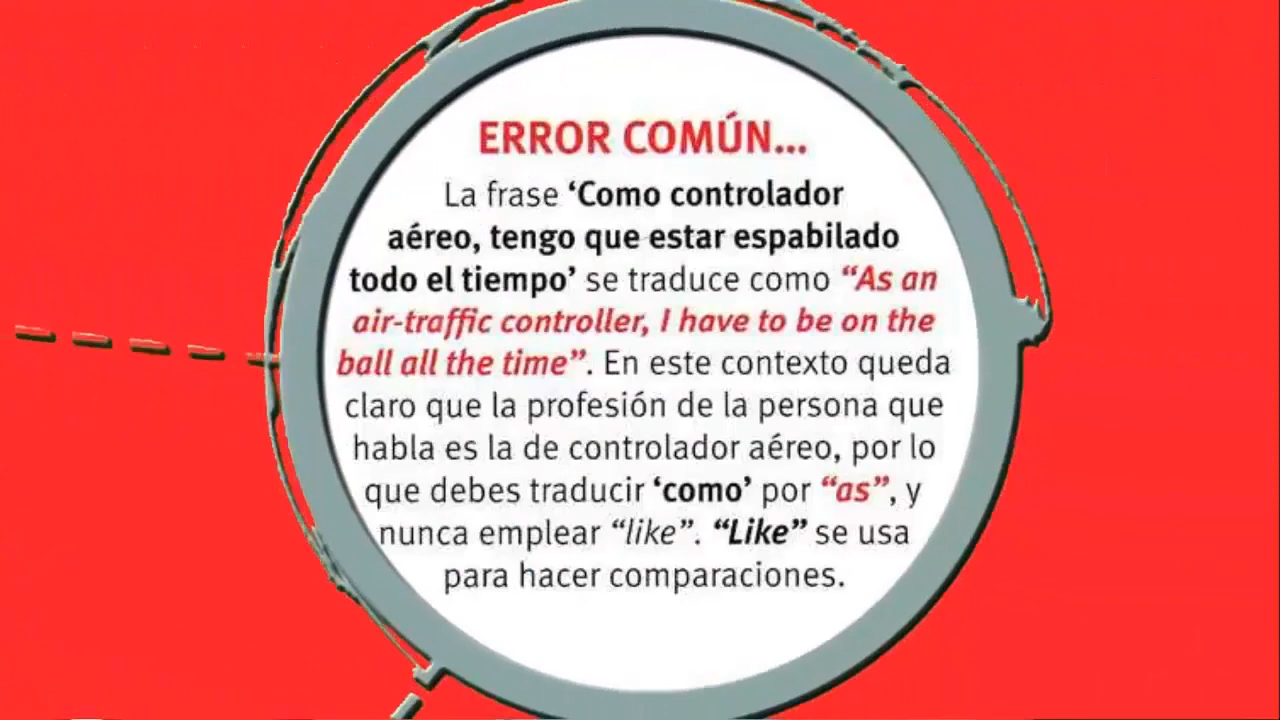 ERROR COMÚN...
La frase ‘Como controlador
aéreo, tengo que estar espabilado
todo el tiempo’ se traduce como “As an
air-traffic controller, I have to be on the
ball all the time”. En este contexto queda
claro que la profesión de la persona que
habla es la de controlador aéreo, por lo
que debes traducir ‘como’ por “as”, y
nunca emplear “like”. “Like” se usa
para hacer comparaciones.